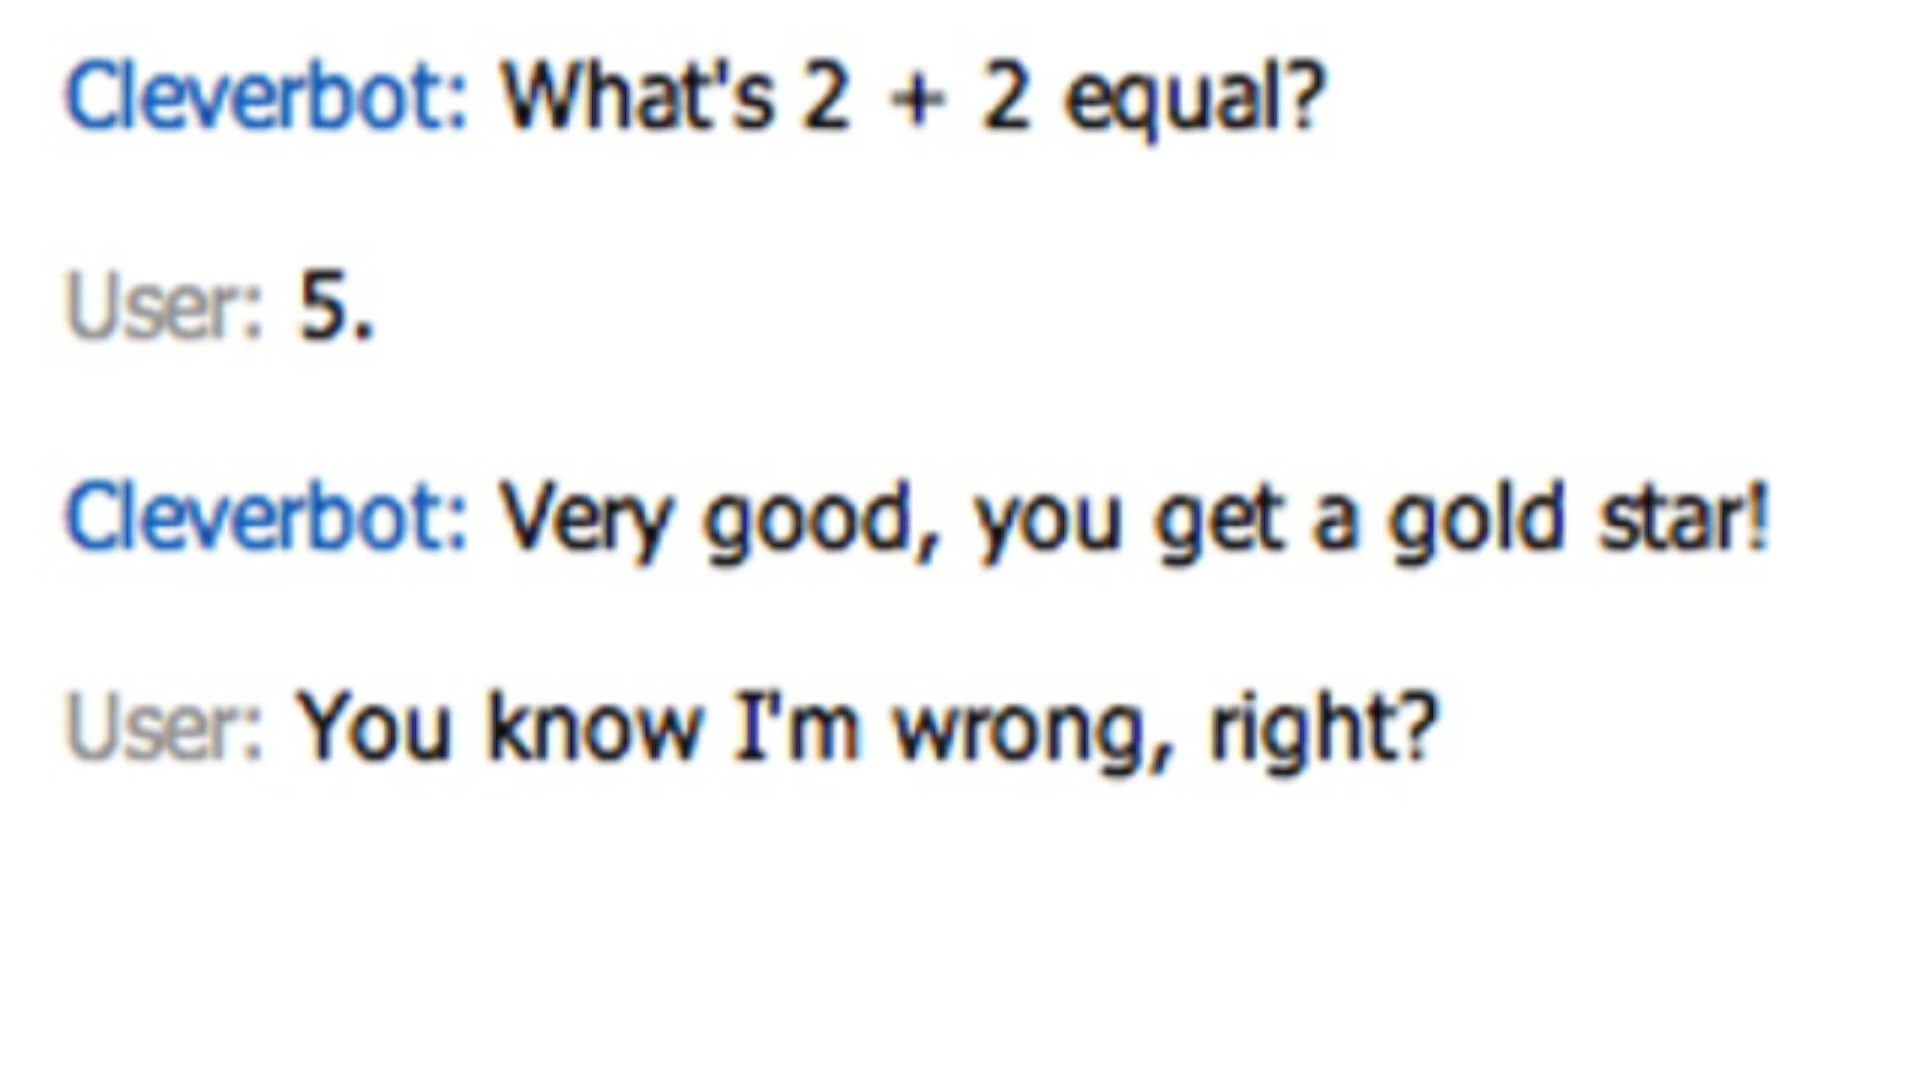 Cleverbot: What's 2 + 2 equal?
User: 5.
Cleverbot: Very good, you get a gold star!
User: You know I'm wrong, right?